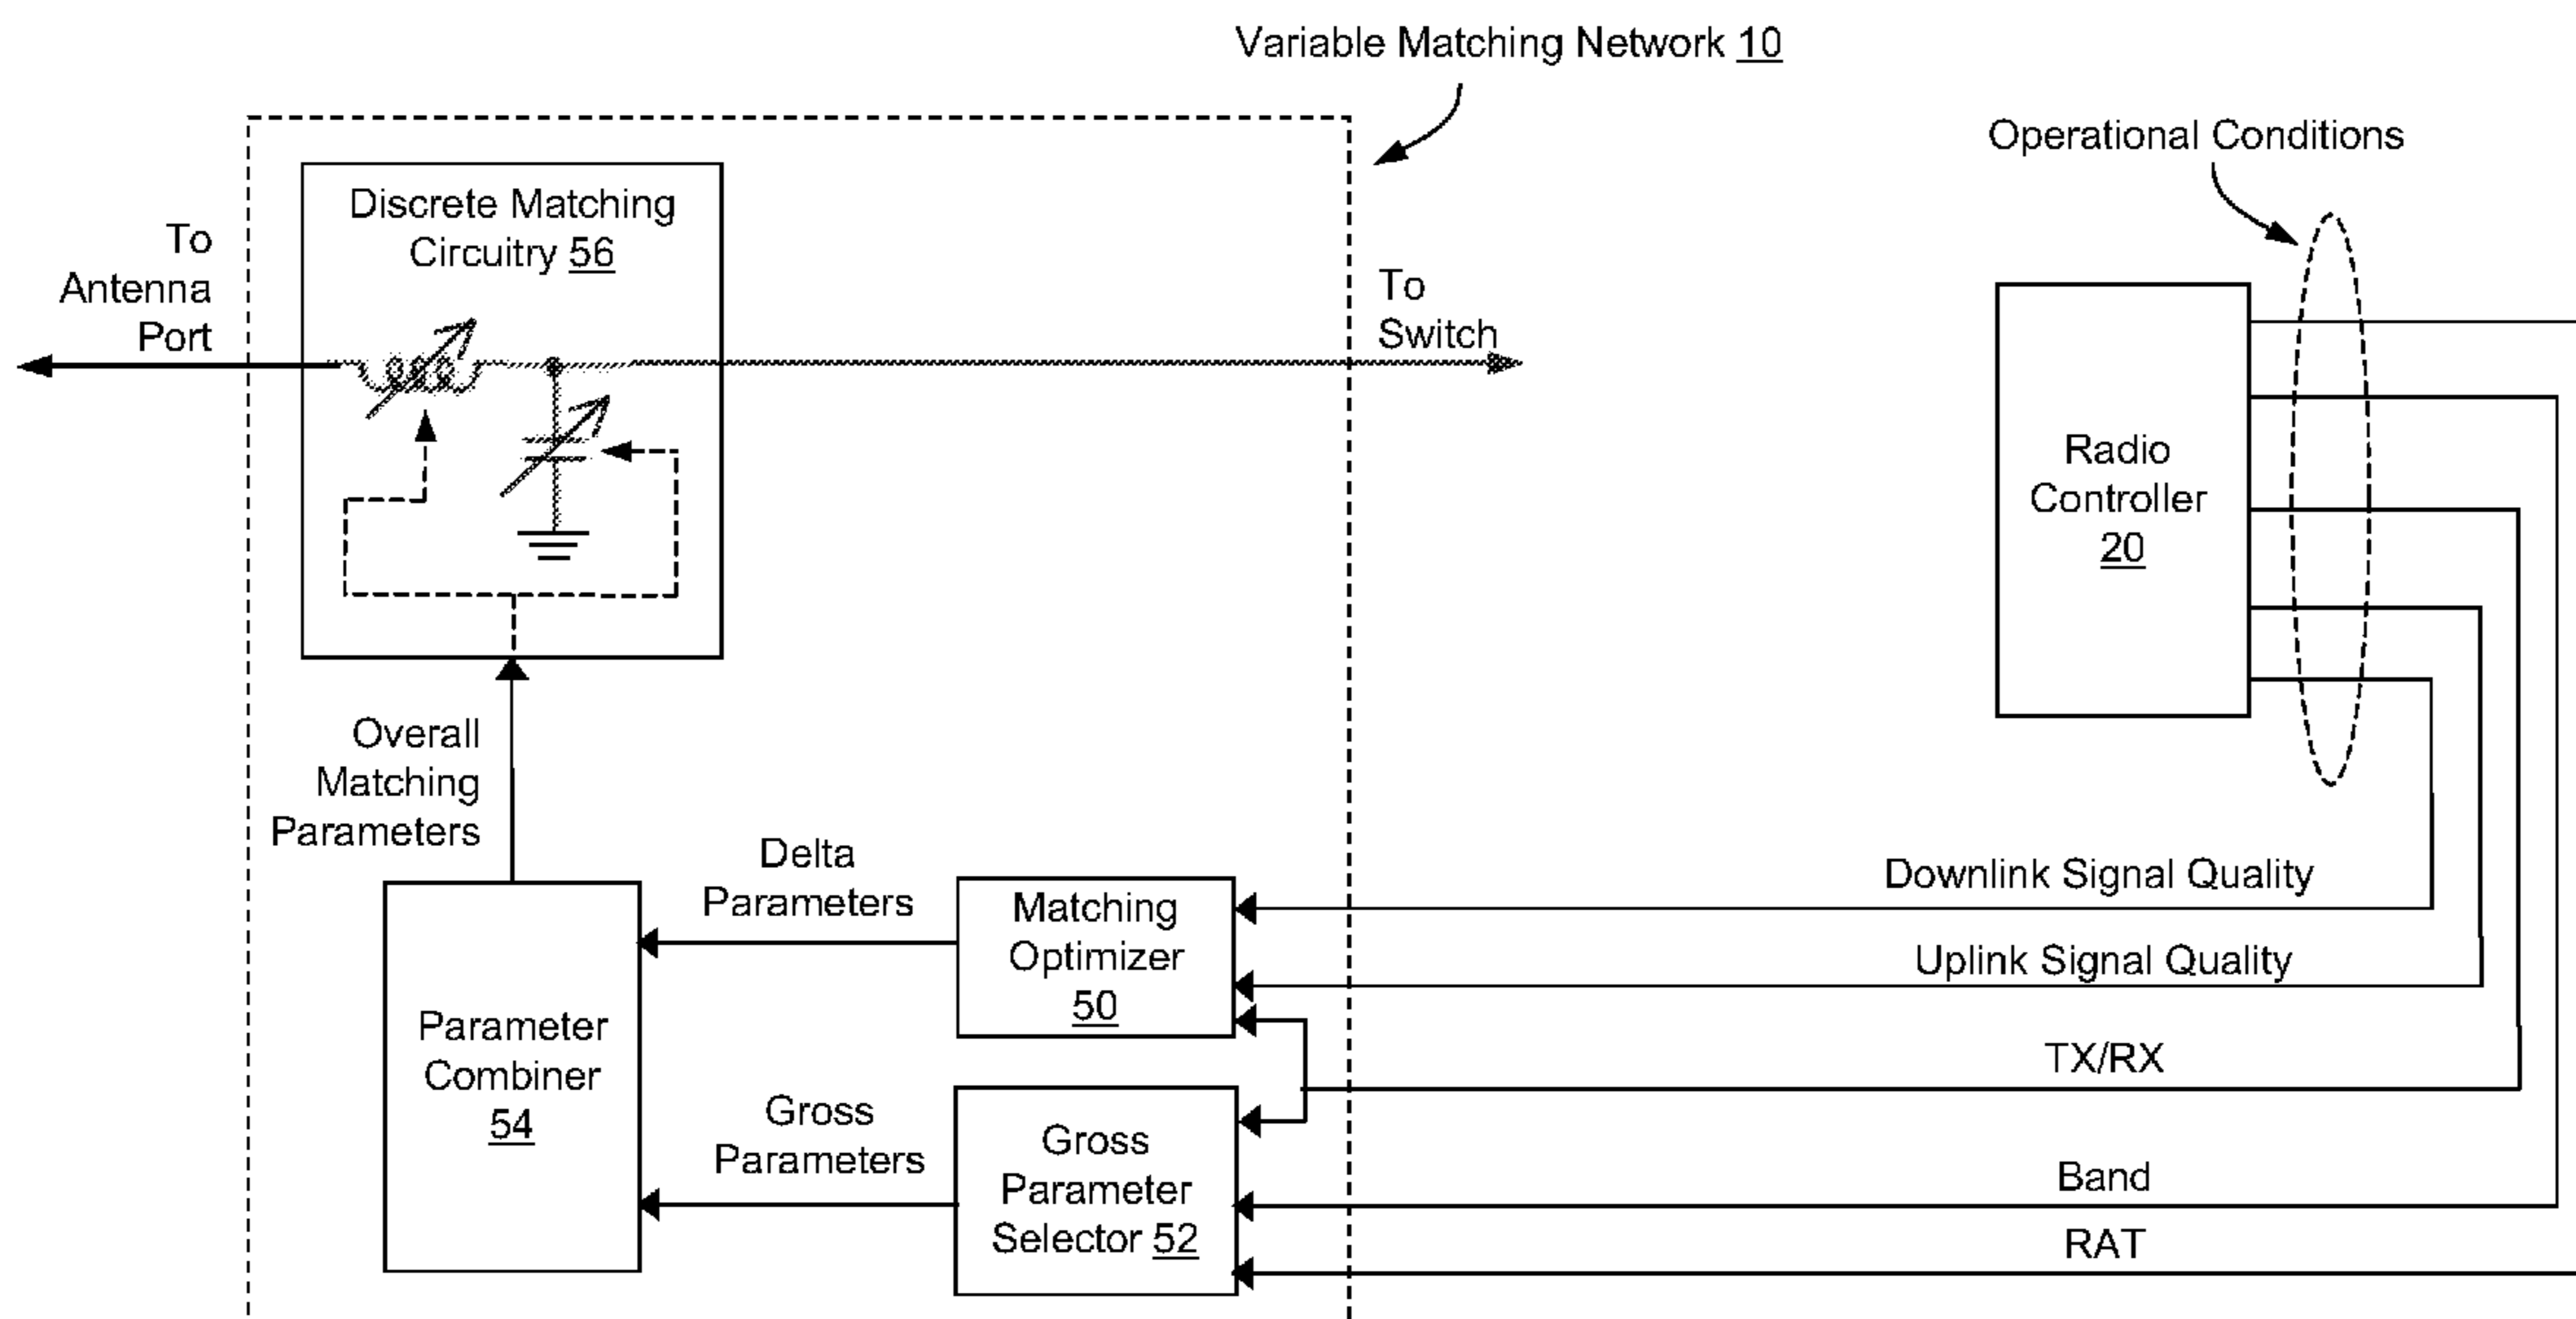 Variable Matching Network 10
Operational Conditions
Discrete Matching
Circuitry 56
To
Antenna
Port
To
Switch
Radio
Controller
20
Overall
Matching
Parameters
Delta
Parameters
Matching
Optimizer
50
Downlink Signal Quality
Uplink Signal Quality
TX/RX
Parameter
Combiner
54
Gross
Parameters
Gross
Parameter
Selector 52
Band
RAT